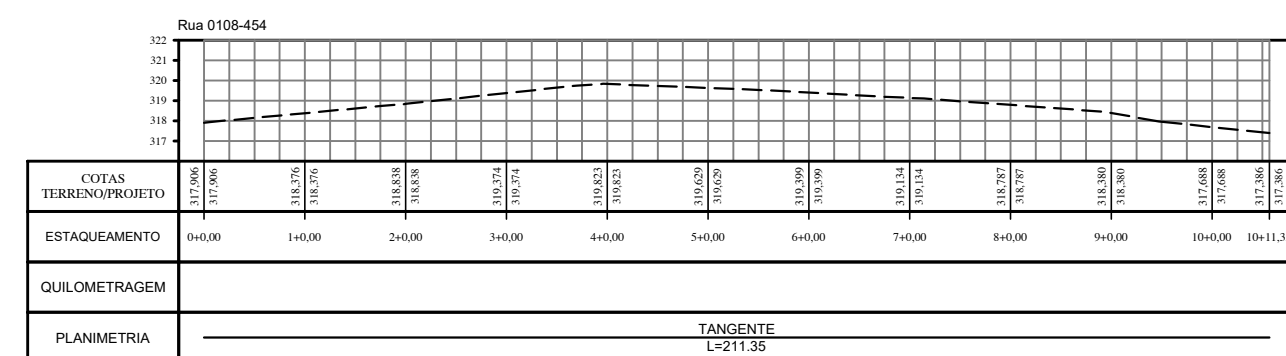 Rua 0108-454
322
321
320
319
318
317
COTAS
TERRENO/PROJETO
317,906 317,906 318,376 318,376 318,838 318,838 319,374 319,374 319,823 319,823 319,629 319,629 319,399 319,399 319,134 319,134 318,787 318,787 318,380 318,380 317,688 317,688 317,386 317,386
ESTAQUEAMENTO 0+0,00 1+0,00 2+0,00 3+0,00 4+0,00 5+0,00 6+0,00 7+0,00 8+0,00 9+0,00 10+0,00 10+11,3
QUILOMETRAGEM
PLANIMETRIA
TANGENTE
L=211.35